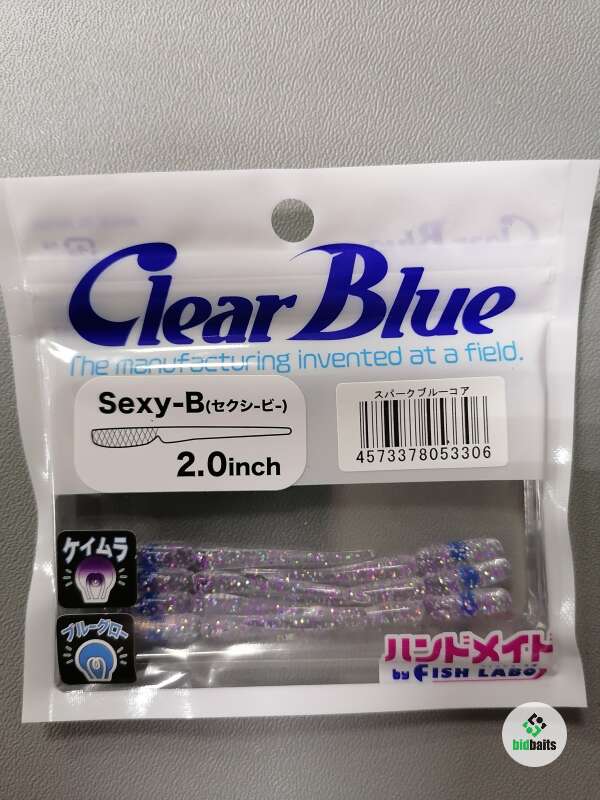 Clear Blue
The manufacturing invented at a field.
Sexy-B(セクシービー)
2.0inch
スパークブルーコア
4573378053306
ケイムラ
ブルーグロー
ハンドメイド
by FISH LABO
bidbaits